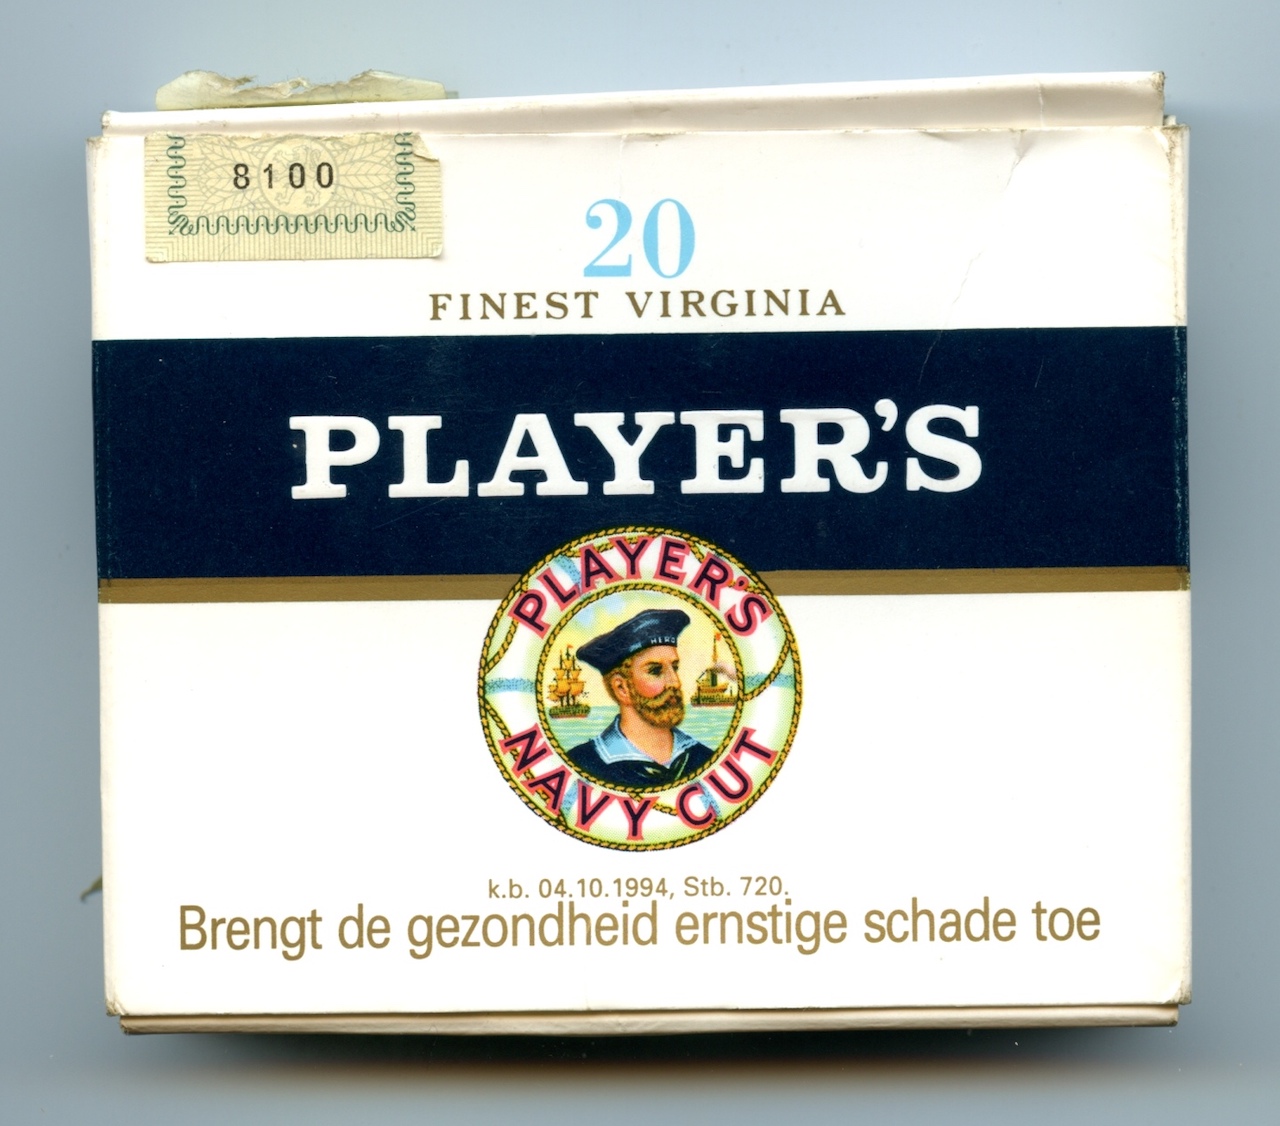 8100
20
FINEST VIRGINIA
PLAYER'S
PLAYER'S
HERO
NAVY CUT
k.b. 04.10.1994, Stb. 720.
Brengt de gezondheid ernstige schade toe